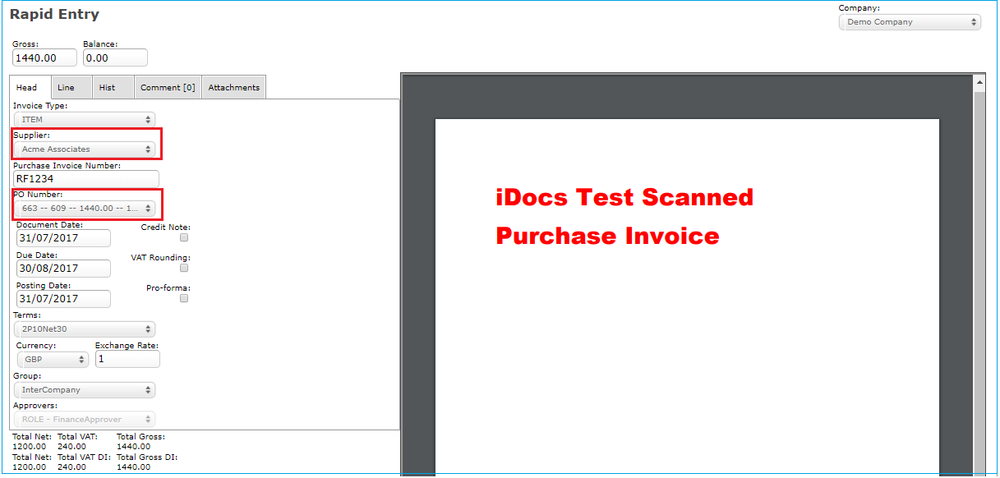 Rapid Entry
Company:
Demo Company
Gross: Balance:
1440.00 0.00
Head Line Hist Comment [0] Attachments
Invoice Type:
ITEM
Supplier:
Acme Associates
Purchase Invoice Number:
RF1234
PO Number:
663 -- 609 -- 1440.00 -- 1...
Document Date: Credit Note:
31/07/2017
Due Date: VAT Rounding:
30/08/2017
Posting Date: Pro-forma:
31/07/2017
Terms:
2P10Net30
Currency: Exchange Rate:
GBP 1
Group:
InterCompany
Approvers:
ROLE - FinanceApprover
Total Net: Total VAT: Total Gross:
1200.00 240.00 1440.00
Total Net: Total VAT DI: Total Gross DI:
1200.00 240.00 1440.00
iDocs Test Scanned
Purchase Invoice